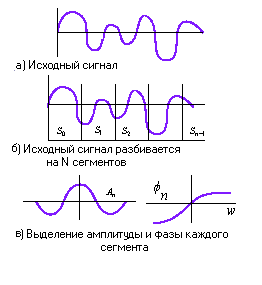 а) Исходный сигнал
S₀ S₁ S₂ Sₙ₋₁
б) Исходный сигнал разбивается
на N сегментов
Aₙ ϕₙ
w
в) Выделение амплитуды и фазы каждого
сегмента